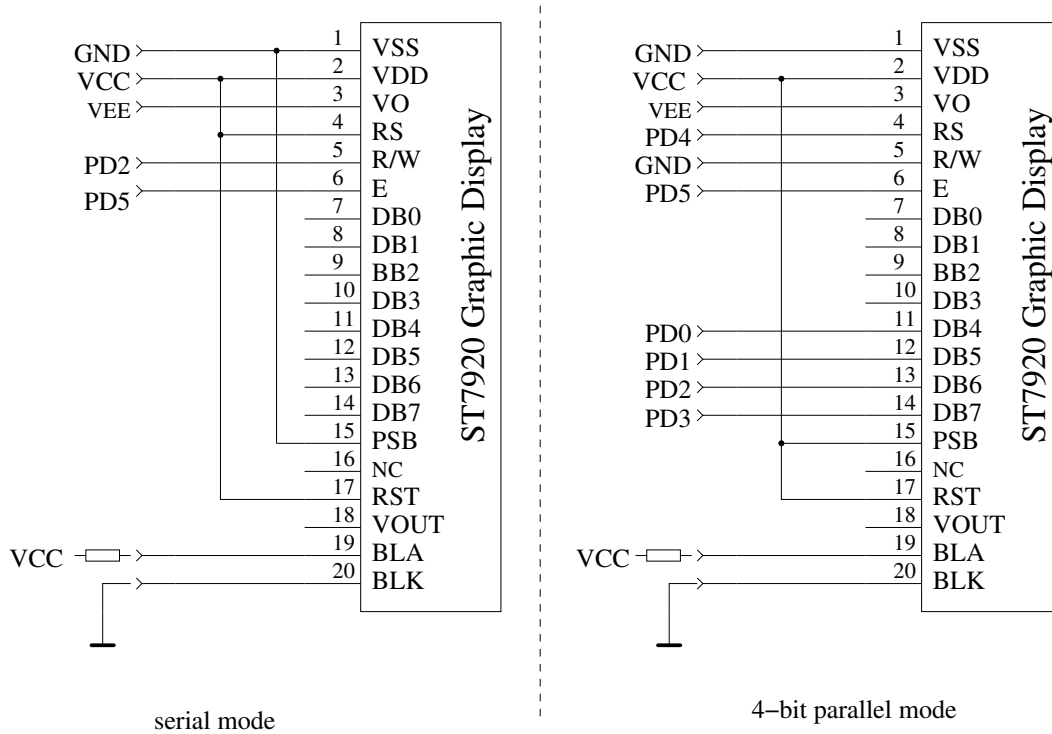 GND 1 VSS
VCC 2 VDD
VEE 3 VO
4 RS
PD2 5 R/W
PD5 6 E
7 DB0
8 DB1
9 BB2
10 DB3
11 DB4
12 DB5
13 DB6
14 DB7
15 PSB
16 NC
17 RST
18 VOUT
VCC 19 BLA
20 BLK
ST7920 Graphic Display
serial mode
GND 1 VSS
VCC 2 VDD
VEE 3 VO
PD4 4 RS
GND 5 R/W
PD5 6 E
7 DB0
8 DB1
9 BB2
10 DB3
PD0 11 DB4
PD1 12 DB5
PD2 13 DB6
PD3 14 DB7
15 PSB
16 NC
17 RST
18 VOUT
VCC 19 BLA
20 BLK
ST7920 Graphic Display
4−bit parallel mode